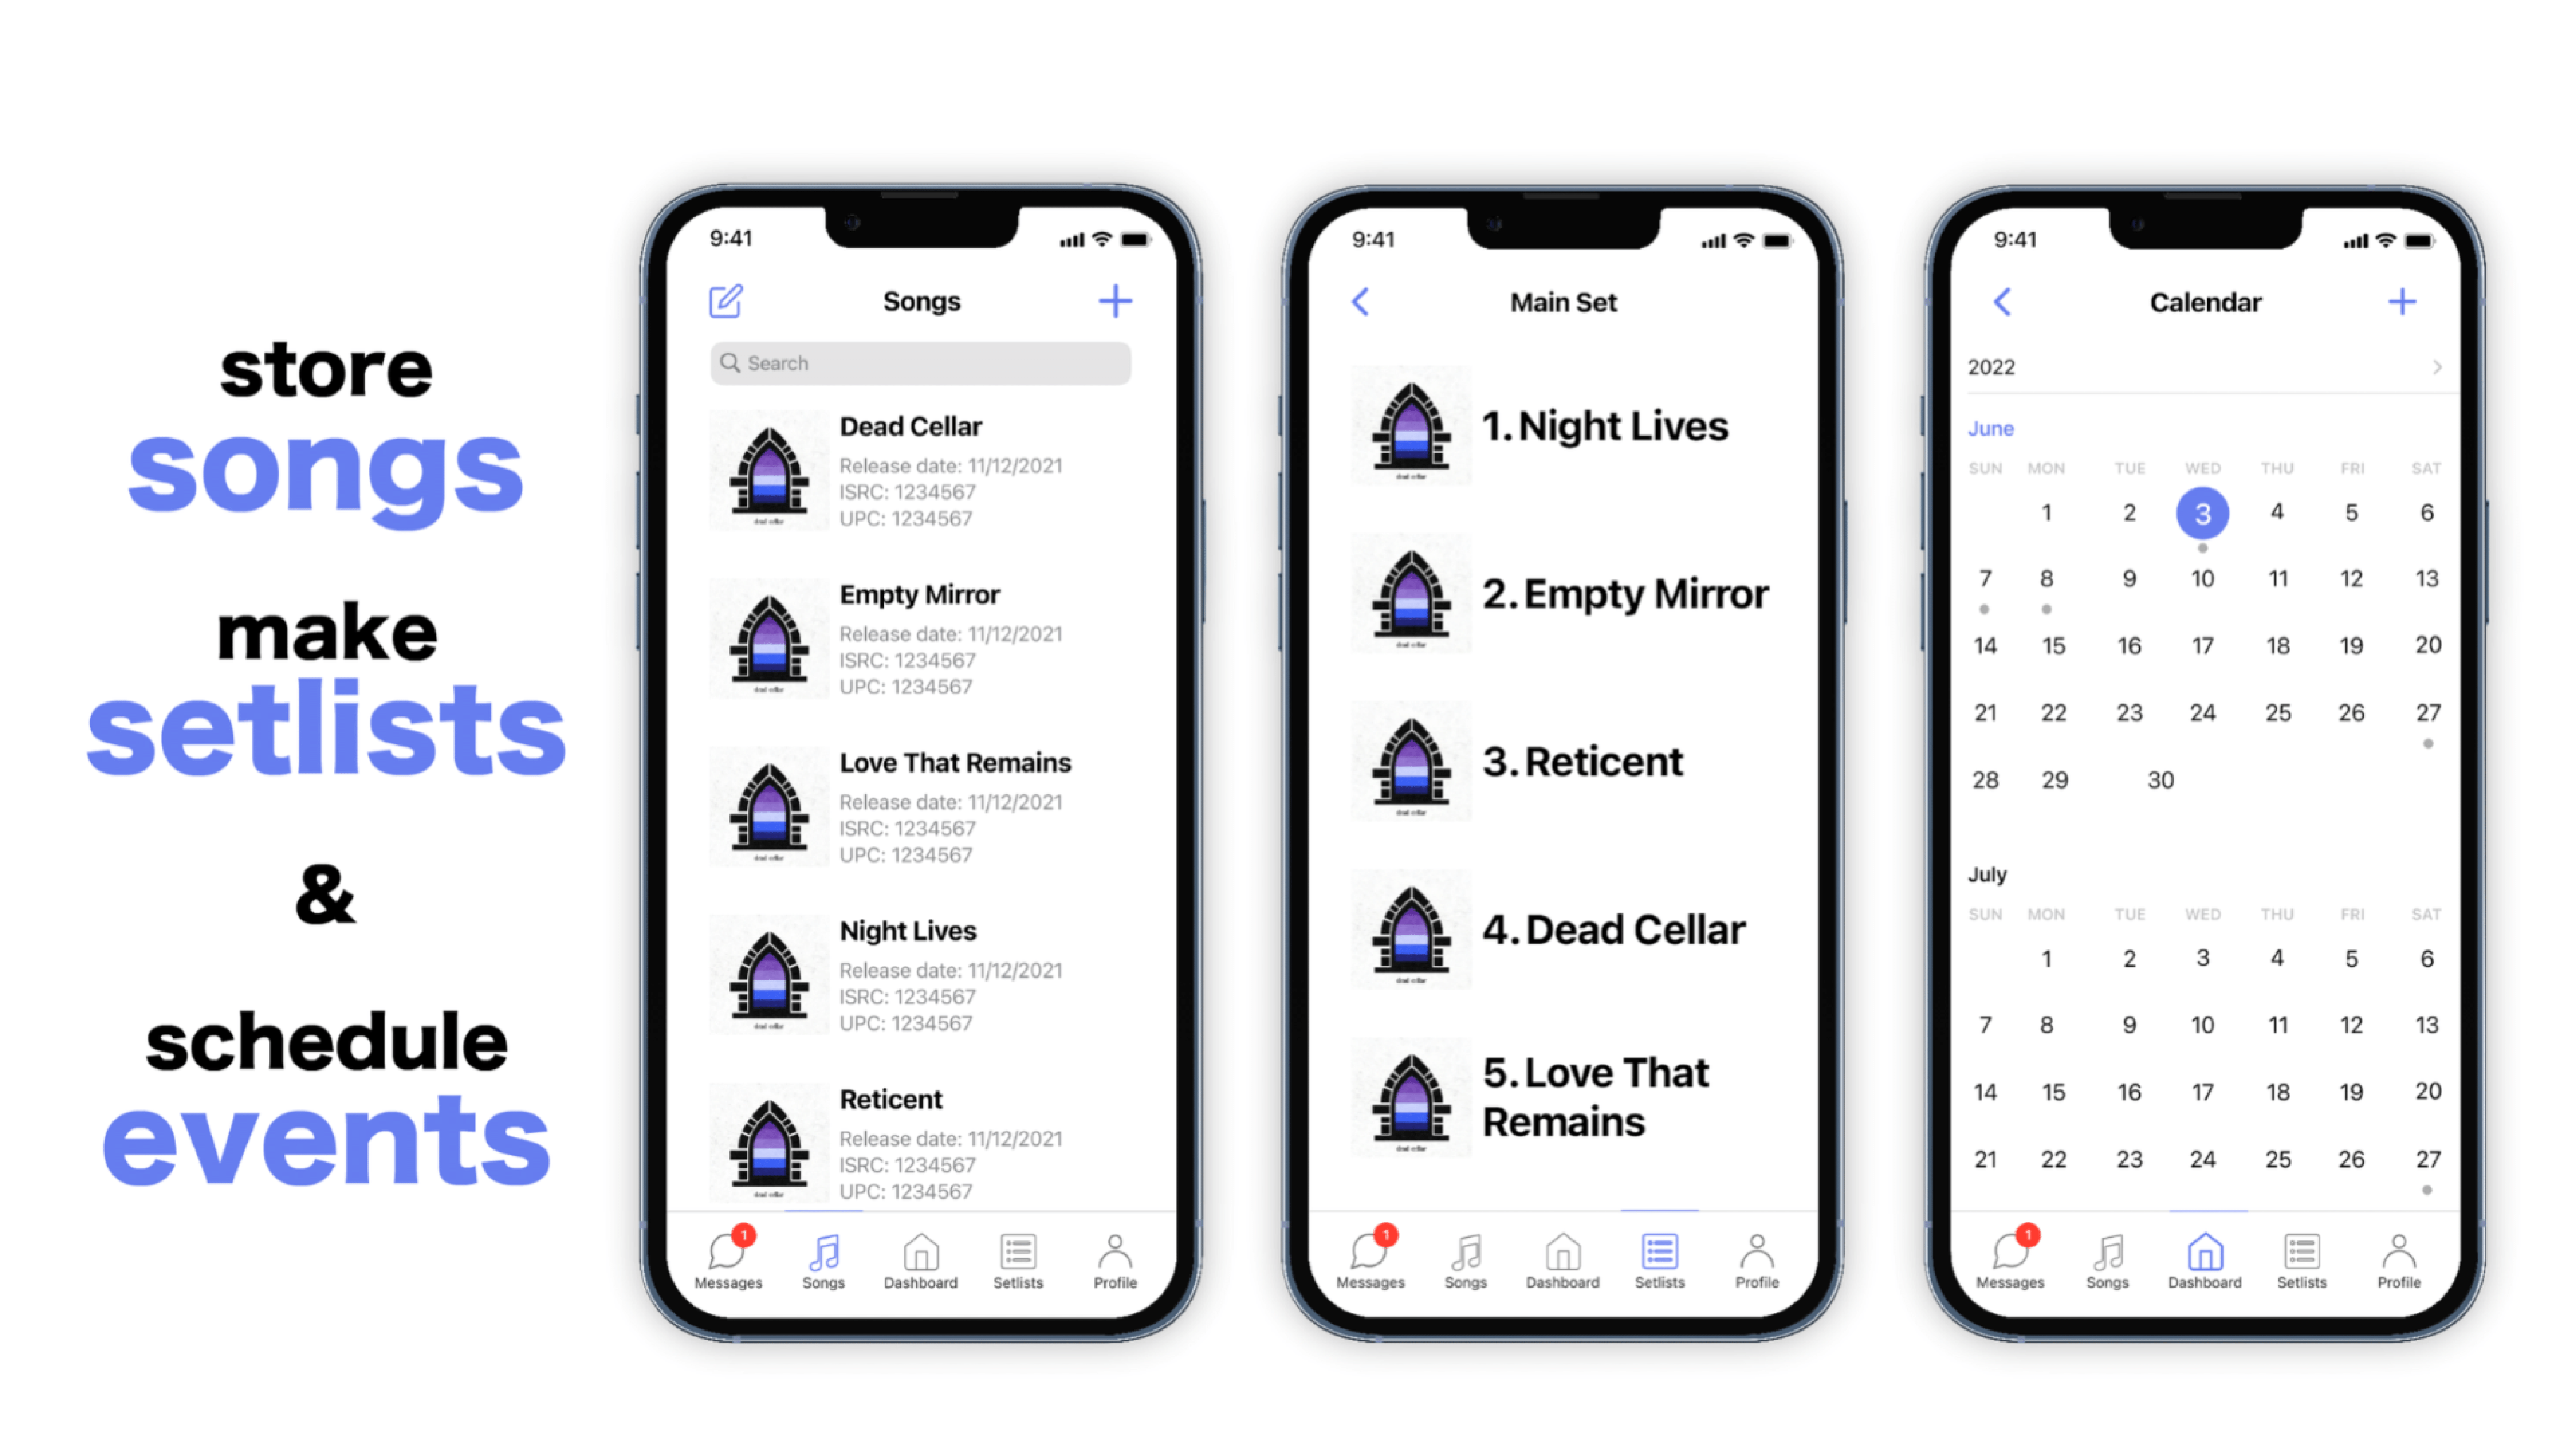 store
songs
make
setlists
&
schedule
events
9:41
Songs
Search
Dead Cellar
Release date: 11/12/2021
ISRC: 1234567
UPC: 1234567
Empty Mirror
Release date: 11/12/2021
ISRC: 1234567
UPC: 1234567
Love That Remains
Release date: 11/12/2021
ISRC: 1234567
UPC: 1234567
Night Lives
Release date: 11/12/2021
ISRC: 1234567
UPC: 1234567
Reticent
Release date: 11/12/2021
ISRC: 1234567
UPC: 1234567
1
Messages Songs Dashboard Setlists Profile
9:41
Main Set
1. Night Lives
2. Empty Mirror
3. Reticent
4. Dead Cellar
5. Love That
Remains
1
Messages Songs Dashboard Setlists Profile
9:41
Calendar
2022
June
SUN MON TUE WED THU FRI SAT
1 2 3 4 5 6
7 8 9 10 11 12 13
14 15 16 17 18 19 20
21 22 23 24 25 26 27
28 29 30
July
SUN MON TUE WED THU FRI SAT
1 2 3 4 5 6
7 8 9 10 11 12 13
14 15 16 17 18 19 20
21 22 23 24 25 26 27
1
Messages Songs Dashboard Setlists Profile